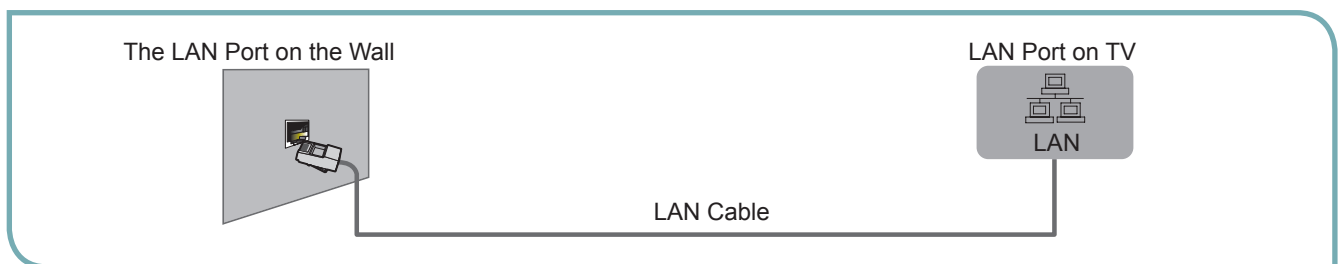 The LAN Port on the Wall
LAN Port on TV
LAN
LAN Cable